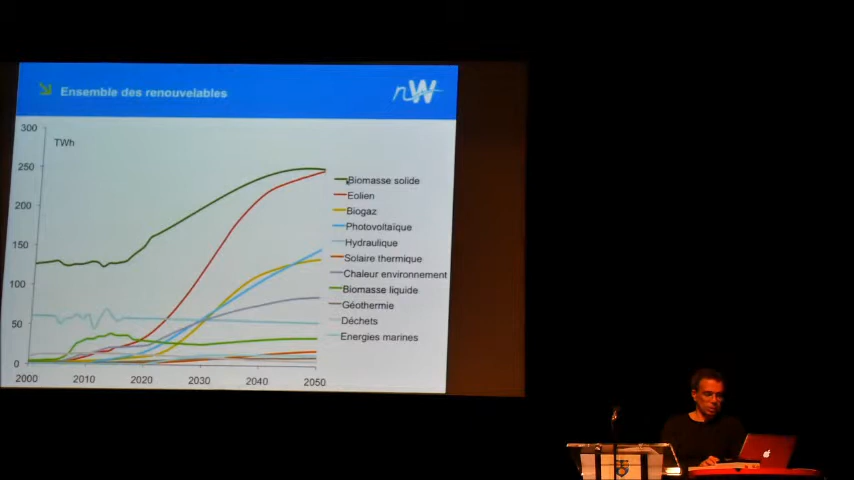 Ensemble des renouvelables
nW
300
TWh
250
200
150
100
50
0
2000
2010
2020
2030
2040
2050
Biomasse solide
Eolien
Biogaz
Photovoltaïque
Hydraulique
Solaire thermique
Chaleur environnement
Biomasse liquide
Géothermie
Déchets
Energies marines